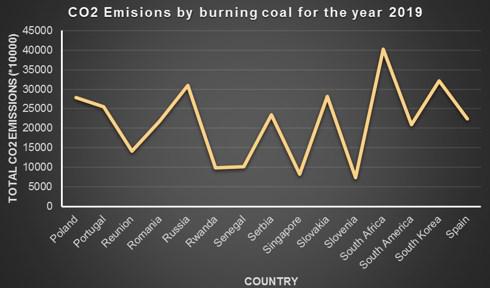 CO2 Emisions by burning coal for the year 2019
TOTAL CO2 EMISSIONS (*10000)
45000
40000
35000
30000
25000
20000
15000
10000
5000
0
Poland
Portugal
Reunion
Romania
Russia
Rwanda
Senegal
Serbia
Singapore
Slovakia
Slovenia
South Africa
South America
South Korea
Spain
COUNTRY